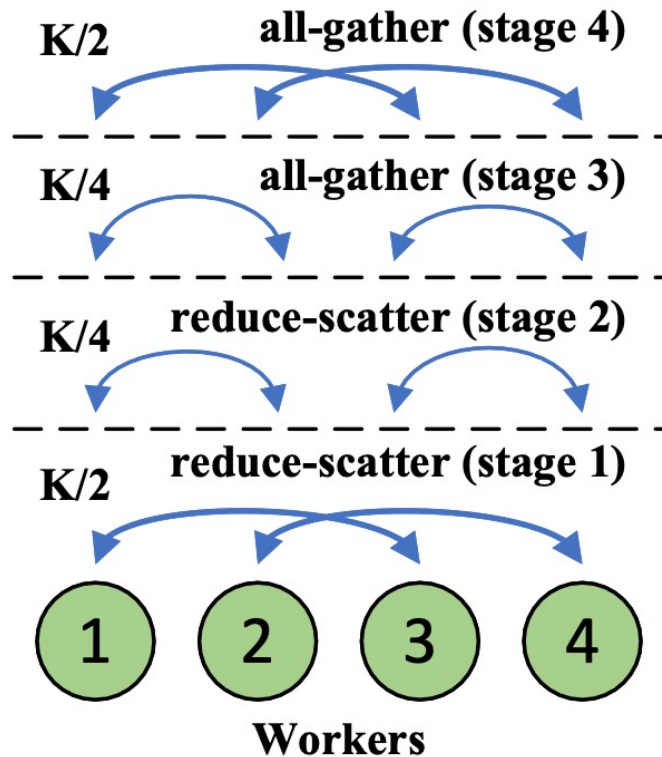 K/2 all-gather (stage 4)
K/4 all-gather (stage 3)
K/4 reduce-scatter (stage 2)
K/2 reduce-scatter (stage 1)
1 2 3 4
Workers